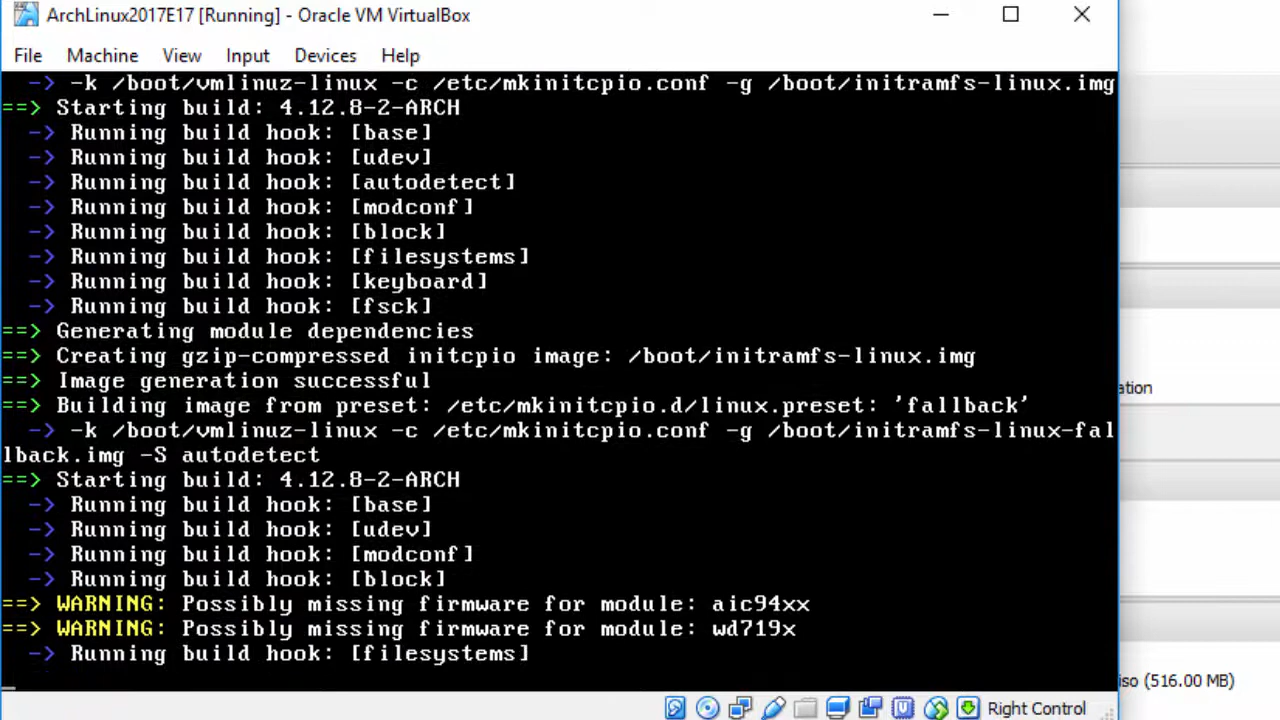 ArchLinux2017E17 [Running] - Oracle VM VirtualBox
File Machine View Input Devices Help
-> -k /boot/vmlinuz-linux -c /etc/mkinitcpio.conf -g /boot/initramfs-linux.img
==> Starting build: 4.12.8-2-ARCH
-> Running build hook: [base]
-> Running build hook: [udev]
-> Running build hook: [autodetect]
-> Running build hook: [modconf]
-> Running build hook: [block]
-> Running build hook: [filesystems]
-> Running build hook: [keyboard]
-> Running build hook: [fsck]
==> Generating module dependencies
==> Creating gzip-compressed initcpio image: /boot/initramfs-linux.img
==> Image generation successful
ation
==> Building image from preset: /etc/mkinitcpio.d/linux.preset: 'fallback'
-> -k /boot/vmlinuz-linux -c /etc/mkinitcpio.conf -g /boot/initramfs-linux-fal
lback.img -S autodetect
==> Starting build: 4.12.8-2-ARCH
-> Running build hook: [base]
-> Running build hook: [udev]
-> Running build hook: [modconf]
-> Running build hook: [block]
==> WARNING: Possibly missing firmware for module: aic94xx
==> WARNING: Possibly missing firmware for module: wd719x
-> Running build hook: [filesystems]
iso (516.00 MB)
Right Control